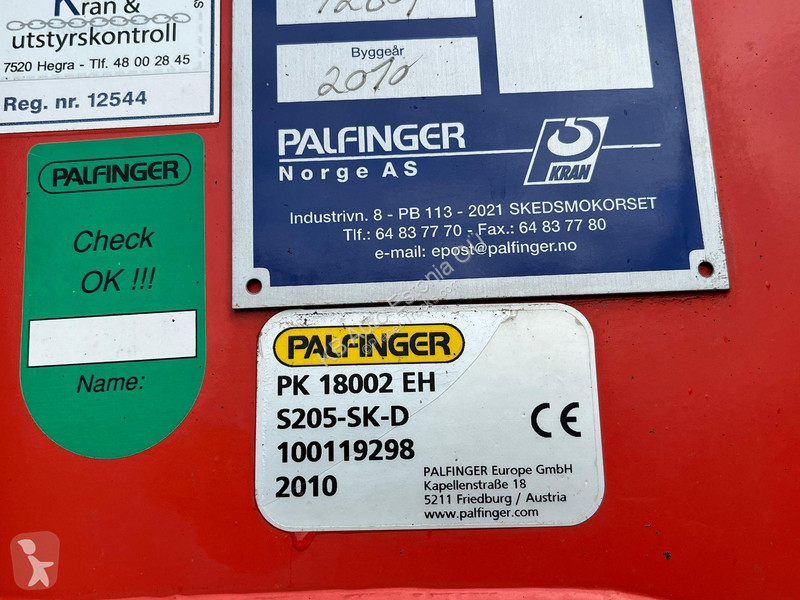 Kran &
utstyrskontroll
7520 Hegra - Tlf. 48 00 28 45
Reg. nr. 12544
PALFINGER
Check
OK !!!
Name:
Byggeår
2010
PALFINGER
Norge AS
KRAN
Industrivn. 8 - PB 113 - 2021 SKEDSMOKORSET
Tlf.: 64 83 77 70 - Fax.: 64 83 77 80
e-mail: epost@palfinger.no
PALFINGER
PK 18002 EH
S205-SK-D
100119298
2010
CE
PALFINGER Europe GmbH
Kapellenstraße 18
5211 Friedburg / Austria
www.palfinger.com